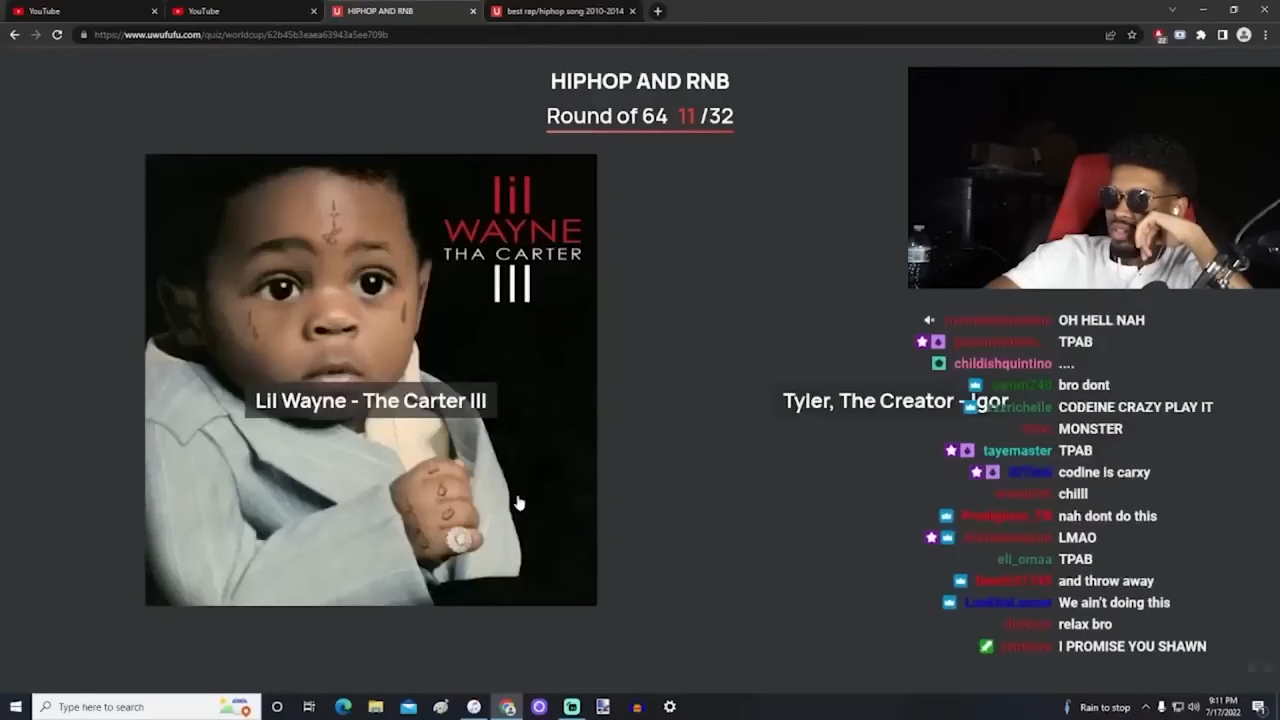 YouTube
YouTube
HIPHOP AND RNB
best rap/hiphop song 2010-2014
https://www.uwufufu.com/quiz/worldcup/62b45b3eaea63943a5ee709b
22
HIPHOP AND RNB
Round of 64 11 /32
lil
WAYNE
THA CARTER
III
Lil Wayne - The Carter III
Tyler, The Creator - Igor
OH HELL NAH
TPAB
childishquintino ....
bro dont
CODEINE CRAZY PLAY IT
MONSTER
tayemaster TPAB
codine is carxy
chilll
nah dont do this
LMAO
eli_omaa TPAB
and throw away
We ain't doing this
relax bro
I PROMISE YOU SHAWN
Type here to search
Rain to stop
9:11 PM
7/17/2022